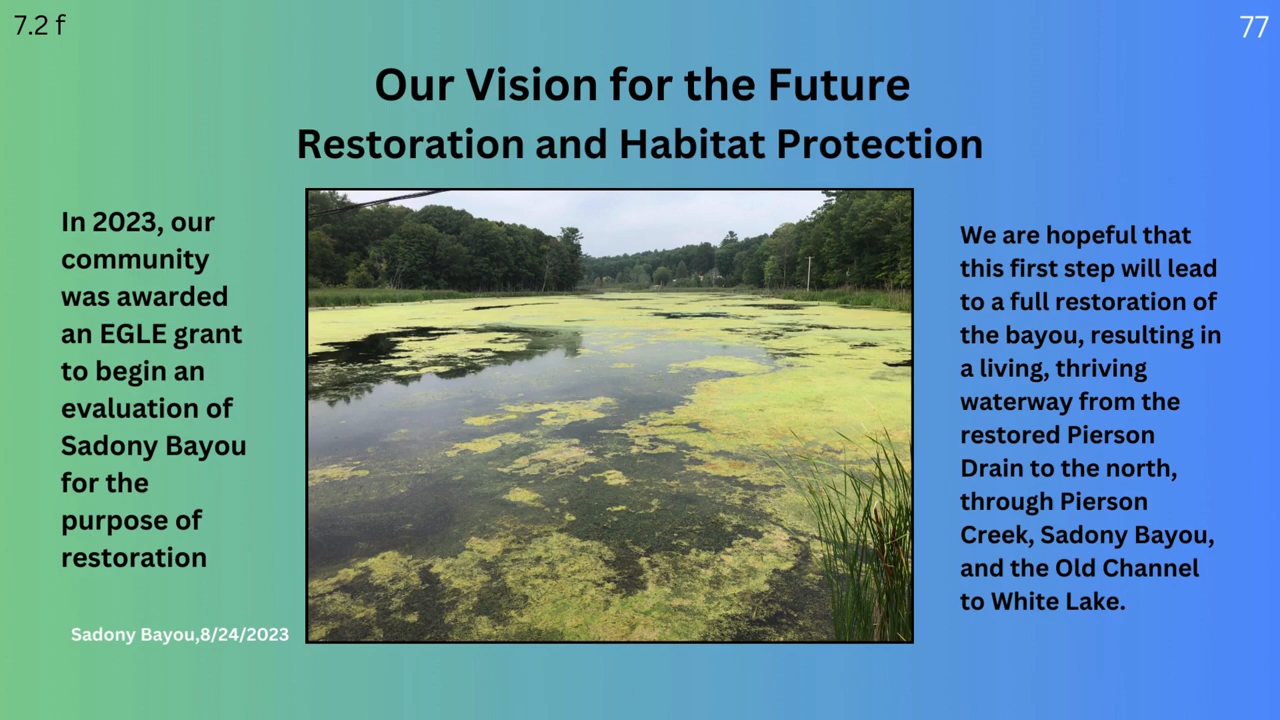 7.2 f
77
Our Vision for the Future
Restoration and Habitat Protection
In 2023, our
community
was awarded
an EGLE grant
to begin an
evaluation of
Sadony Bayou
for the
purpose of
restoration
Sadony Bayou,8/24/2023
We are hopeful that
this first step will lead
to a full restoration of
the bayou, resulting in
a living, thriving
waterway from the
restored Pierson
Drain to the north,
through Pierson
Creek, Sadony Bayou,
and the Old Channel
to White Lake.